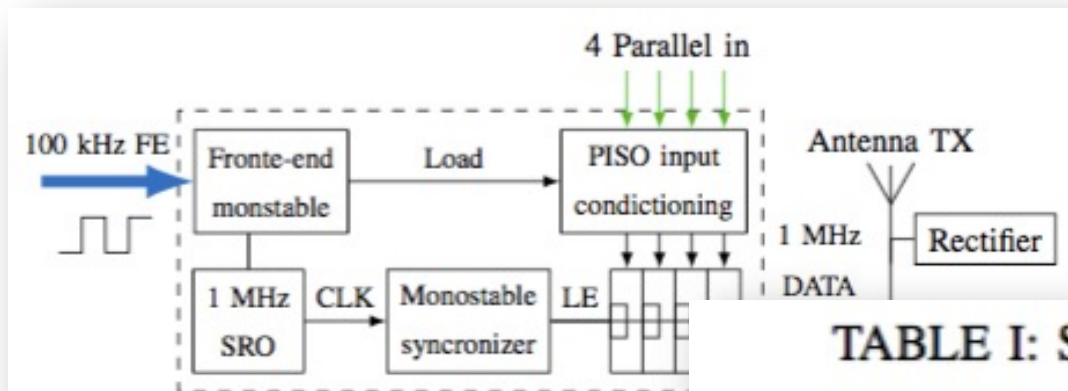 4 Parallel in
100 kHz FE
Fronte-end
monstable
Load
PISO input
condictioning
Antenna TX
1 MHz
DATA
Rectifier
1 MHz
SRO
CLK
Monostable
syncronizer
LE
TABLE I: S